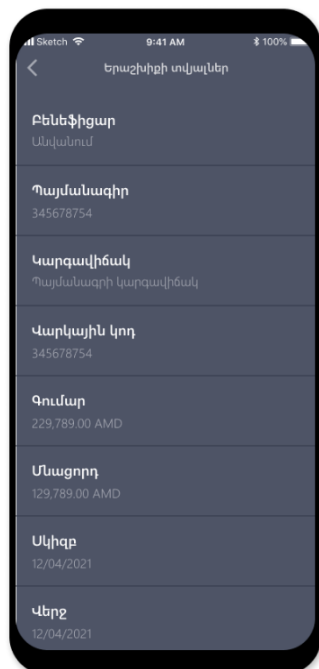 Sketch
9:41 AM
100%
Երաշխիքի տվյալներ
Բենեֆիցար
Անվանում
Պայմանագիր
345678754
Կարգավիճակ
Պայմանագրի կարգավիճակ
Վարկային կոդ
345678754
Գումար
229,789.00 AMD
Մնացորդ
129,789.00 AMD
Սկիզբ
12/04/2021
Վերջ
12/04/2021